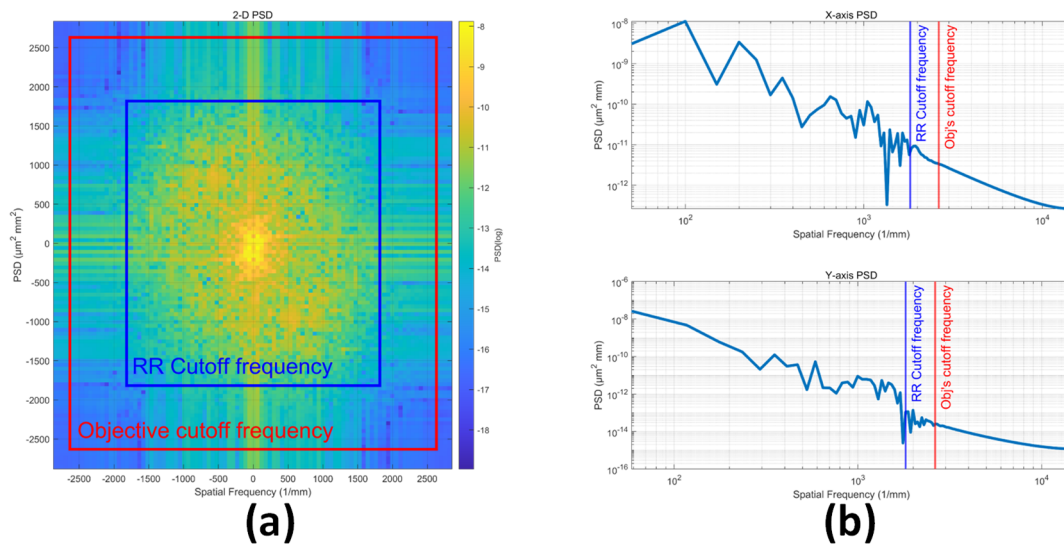 2-D PSD
2500
2000
1500
1000
500
0
-500
-1000
-1500
-2000
-2500
PSD (µm² mm²)
RR Cutoff frequency
Objective cutoff frequency
-2500 -2000 -1500 -1000 -500 0 500 1000 1500 2000 2500
Spatial Frequency (1/mm)
-8
-9
-10
-11
-12
-13
-14
-15
-16
-17
-18
PSD(log)
(a)
X-axis PSD
10⁻⁸
10⁻⁹
10⁻¹⁰
10⁻¹¹
10⁻¹²
PSD (µm² mm)
RR Cutoff frequency
Obj's cutoff frequency
10² 10³ 10⁴
Spatial Frequency (1/mm)
Y-axis PSD
10⁻⁶
10⁻⁸
10⁻¹⁰
10⁻¹²
10⁻¹⁴
10⁻¹⁶
PSD (µm² mm)
RR Cutoff frequency
Obj's cutoff frequency
10² 10³ 10⁴
Spatial Frequency (1/mm)
(b)